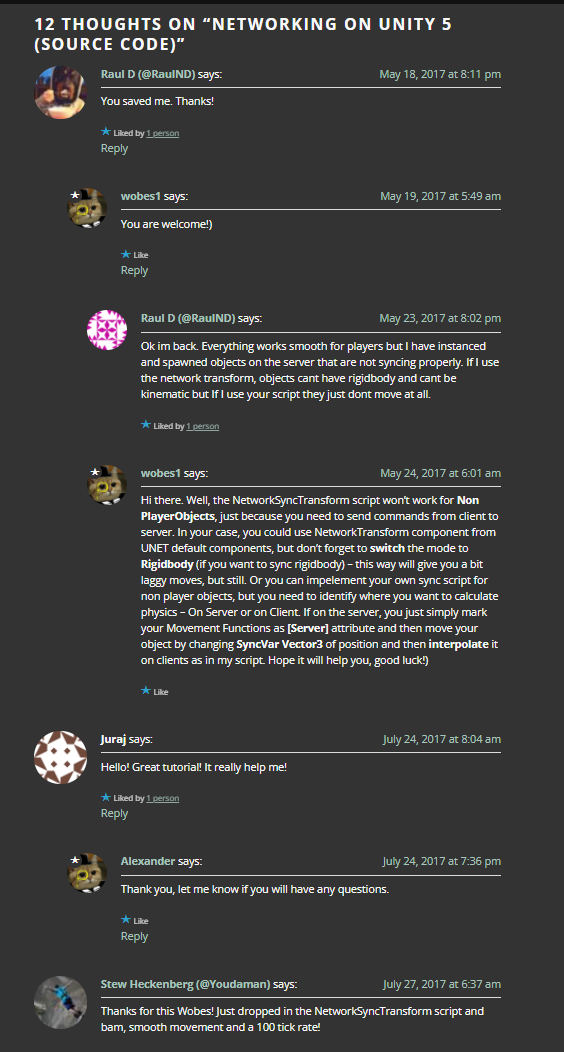 12 THOUGHTS ON “NETWORKING ON UNITY 5
(SOURCE CODE)”
Raul D (@RaulND) says: May 18, 2017 at 8:11 pm
You saved me. Thanks!
Liked by 1 person
Reply
wobes1 says: May 19, 2017 at 5:49 am
You are welcome!)
Like
Reply
Raul D (@RaulND) says: May 23, 2017 at 8:02 pm
Ok im back. Everything works smooth for players but I have instanced
and spawned objects on the server that are not syncing properly. If I use
the network transform, objects cant have rigidbody and cant be
kinematic but If I use your script they just dont move at all.
Liked by 1 person
wobes1 says: May 24, 2017 at 6:01 am
Hi there. Well, the NetworkSyncTransform script won’t work for Non
PlayerObjects, just because you need to send commands from client to
server. In your case, you could use NetworkTransform component from
UNET default components, but don’t forget to switch the mode to
Rigidbody (if you want to sync rigidbody) – this way will give you a bit
laggy moves, but still. Or you can impelement your own sync script for
non player objects, but you need to identify where you want to calculate
physics – On Server or on Client. If on the server, you just simply mark
your Movement Functions as [Server] attribute and then move your
object by changing SyncVar Vector3 of position and then interpolate it
on clients as in my script. Hope it will help you, good luck!)
Like
Juraj says: July 24, 2017 at 8:04 am
Hello! Great tutorial! It really help me!
Liked by 1 person
Reply
Alexander says: July 24, 2017 at 7:36 pm
Thank you, let me know if you will have any questions.
Like
Reply
Stew Heckenberg (@Youdaman) says: July 27, 2017 at 6:37 am
Thanks for this Wobes! Just dropped in the NetworkSyncTransform script and
bam, smooth movement and a 100 tick rate!